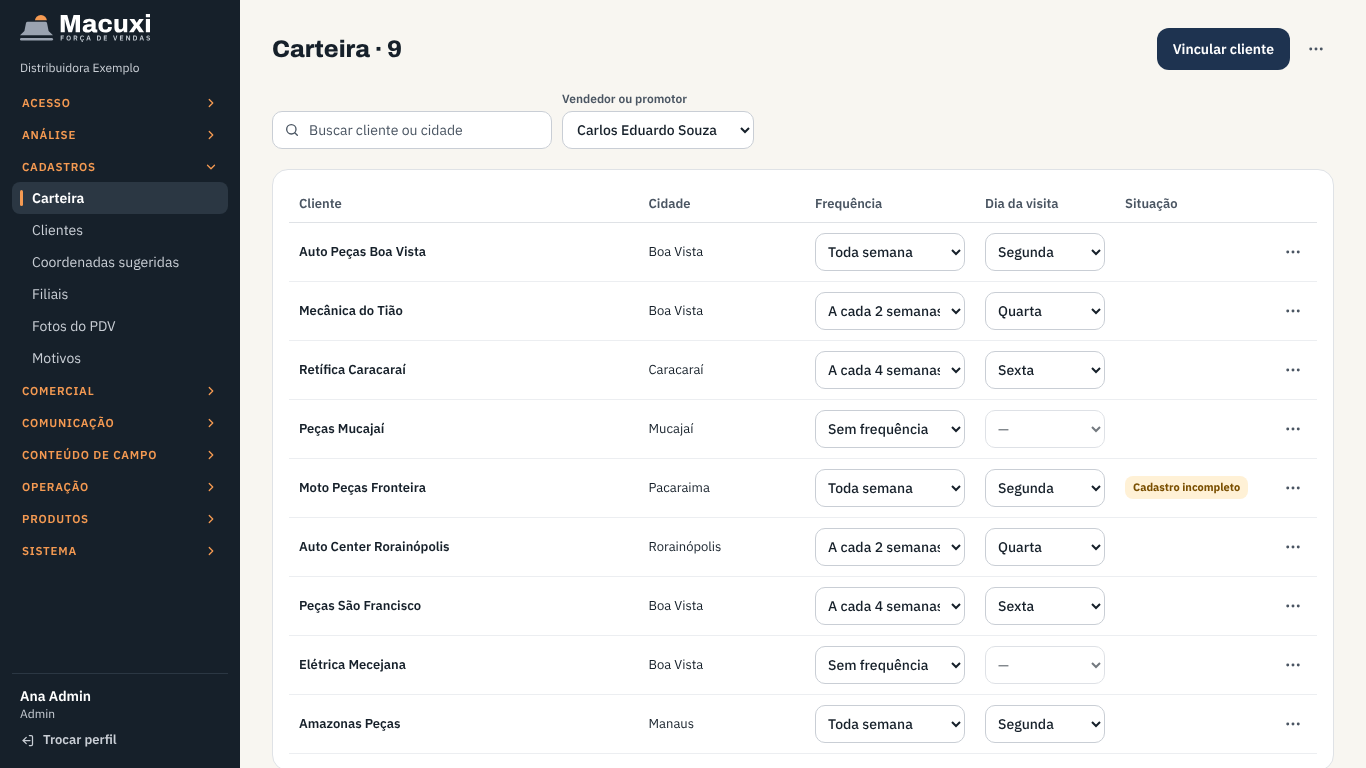 Macuxi
FORÇA DE VENDAS
Distribuidora Exemplo
ACESSO
ANÁLISE
CADASTROS
Carteira
Clientes
Coordenadas sugeridas
Filiais
Fotos do PDV
Motivos
COMERCIAL
COMUNICAÇÃO
CONTEÚDO DE CAMPO
OPERAÇÃO
PRODUTOS
SISTEMA
Ana Admin
Admin
Trocar perfil
Carteira · 9
Vincular cliente
Vendedor ou promotor
Buscar cliente ou cidade
Carlos Eduardo Souza
Cliente Cidade Frequência Dia da visita Situação
Auto Peças Boa Vista Boa Vista Toda semana Segunda
Mecânica do Tião Boa Vista A cada 2 semanas Quarta
Retífica Caracaraí Caracaraí A cada 4 semanas Sexta
Peças Mucajaí Mucajaí Sem frequência —
Moto Peças Fronteira Pacaraima Toda semana Segunda Cadastro incompleto
Auto Center Rorainópolis Rorainópolis A cada 2 semanas Quarta
Peças São Francisco Boa Vista A cada 4 semanas Sexta
Elétrica Mecejana Boa Vista Sem frequência —
Amazonas Peças Manaus Toda semana Segunda